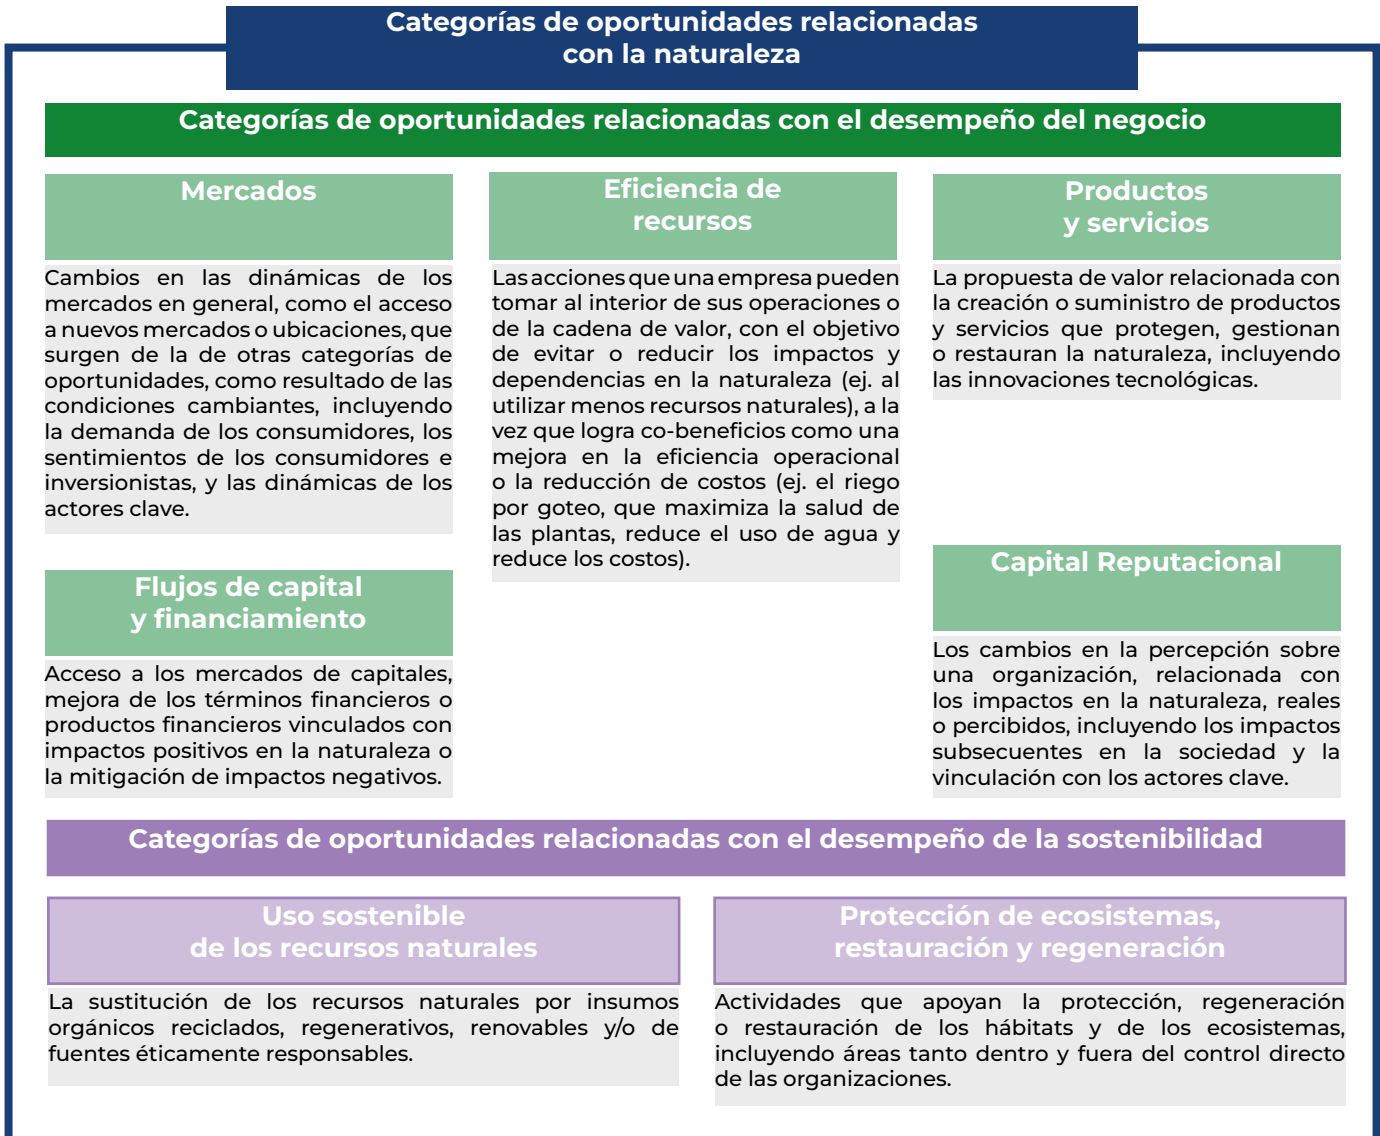 Categorías de oportunidades relacionadas
con la naturaleza
Categorías de oportunidades relacionadas con el desempeño del negocio
Mercados
Cambios en las dinámicas de los
mercados en general, como el acceso
a nuevos mercados o ubicaciones, que
surgen de la de otras categorías de
oportunidades, como resultado de las
condiciones cambiantes, incluyendo
la demanda de los consumidores, los
sentimientos de los consumidores e
inversionistas, y las dinámicas de los
actores clave.
Eficiencia de
recursos
Las acciones que una empresa pueden
tomar al interior de sus operaciones o
de la cadena de valor, con el objetivo
de evitar o reducir los impactos y
dependencias en la naturaleza (ej. al
utilizar menos recursos naturales), a la
vez que logra co-beneficios como una
mejora en la eficiencia operacional
o la reducción de costos (ej. el riego
por goteo, que maximiza la salud de
las plantas, reduce el uso de agua y
reduce los costos).
Productos
y servicios
La propuesta de valor relacionada con
la creación o suministro de productos
y servicios que protegen, gestionan
o restauran la naturaleza, incluyendo
las innovaciones tecnológicas.
Flujos de capital
y financiamiento
Acceso a los mercados de capitales,
mejora de los términos financieros o
productos financieros vinculados con
impactos positivos en la naturaleza o
la mitigación de impactos negativos.
Capital Reputacional
Los cambios en la percepción sobre
una organización, relacionada con
los impactos en la naturaleza, reales
o percibidos, incluyendo los impactos
subsecuentes en la sociedad y la
vinculación con los actores clave.
Categorías de oportunidades relacionadas con el desempeño de la sostenibilidad
Uso sostenible
de los recursos naturales
La sustitución de los recursos naturales por insumos
orgánicos reciclados, regenerativos, renovables y/o de
fuentes éticamente responsables.
Protección de ecosistemas,
restauración y regeneración
Actividades que apoyan la protección, regeneración
o restauración de los hábitats y de los ecosistemas,
incluyendo áreas tanto dentro y fuera del control directo
de las organizaciones.